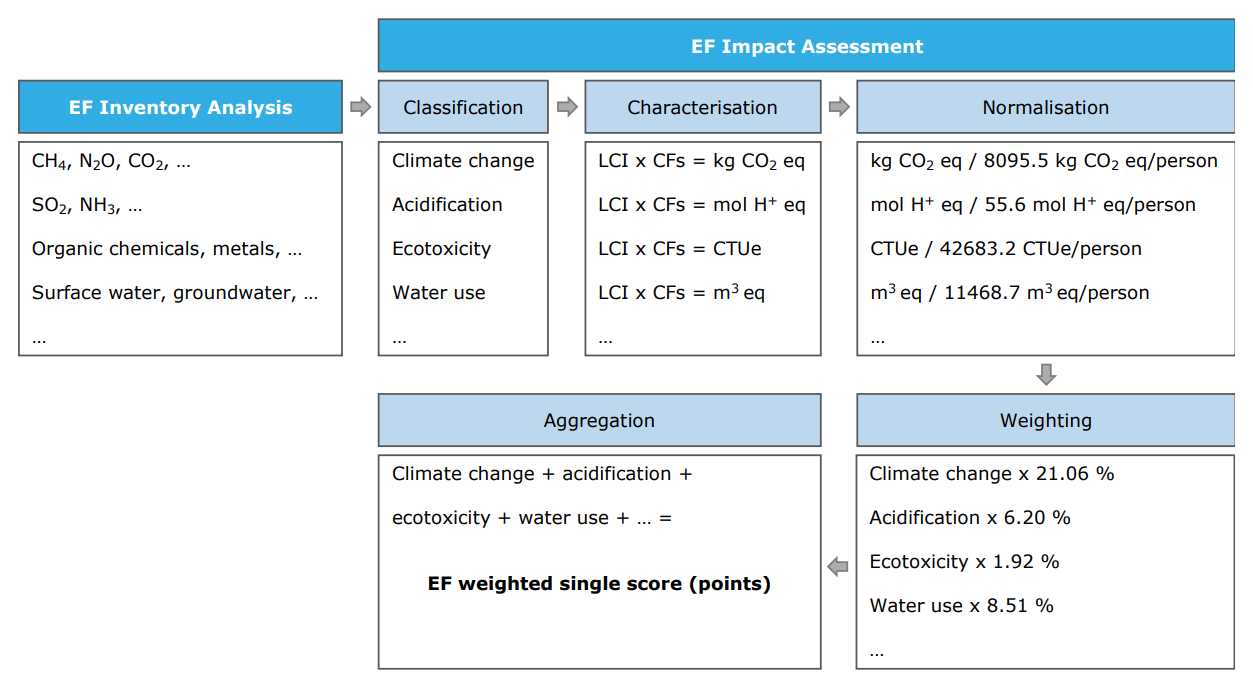 EF Impact Assessment
EF Inventory Analysis
Classification
Characterisation
Normalisation
CH₄, N₂O, CO₂, ...
SO₂, NH₃, ...
Organic chemicals, metals, ...
Surface water, groundwater, ...
...
Climate change
Acidification
Ecotoxicity
Water use
...
LCI x CFs = kg CO₂ eq
LCI x CFs = mol H⁺ eq
LCI x CFs = CTUe
LCI x CFs = m³ eq
...
kg CO₂ eq / 8095.5 kg CO₂ eq/person
mol H⁺ eq / 55.6 mol H⁺ eq/person
CTUe / 42683.2 CTUe/person
m³ eq / 11468.7 m³ eq/person
...
Weighting
Climate change x 21.06 %
Acidification x 6.20 %
Ecotoxicity x 1.92 %
Water use x 8.51 %
...
Aggregation
Climate change + acidification +
ecotoxicity + water use + ... =
EF weighted single score (points)